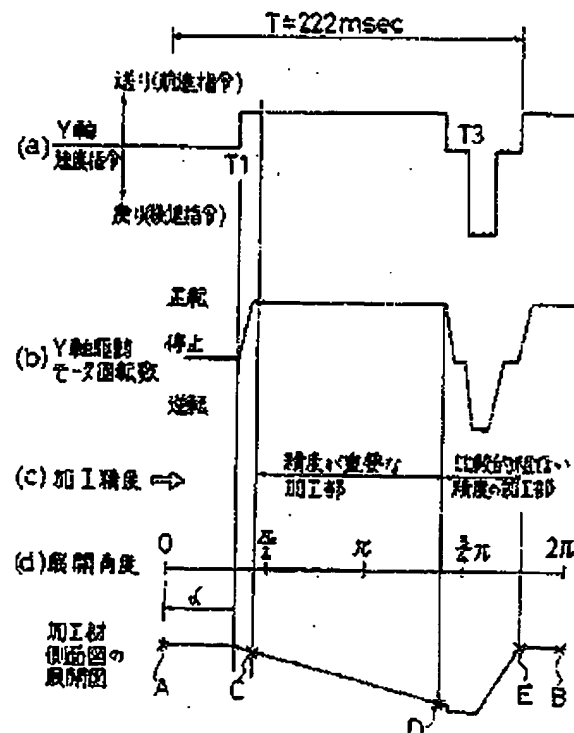 T≒222msec
送り(前進指令)
(a) Y軸
速度指令
T1
T3
戻り(後進指令)
正転
(b) Y軸駆動
モータ回転数
停止
逆転
(c) 加工精度 ⇨
精度が重要な
加工部
比較的粗い
精度の加工部
(d) 展開角度
0
π/2
π
3/2π
2π
α
加工材
側面図の
展開図
A
C
D
E
B